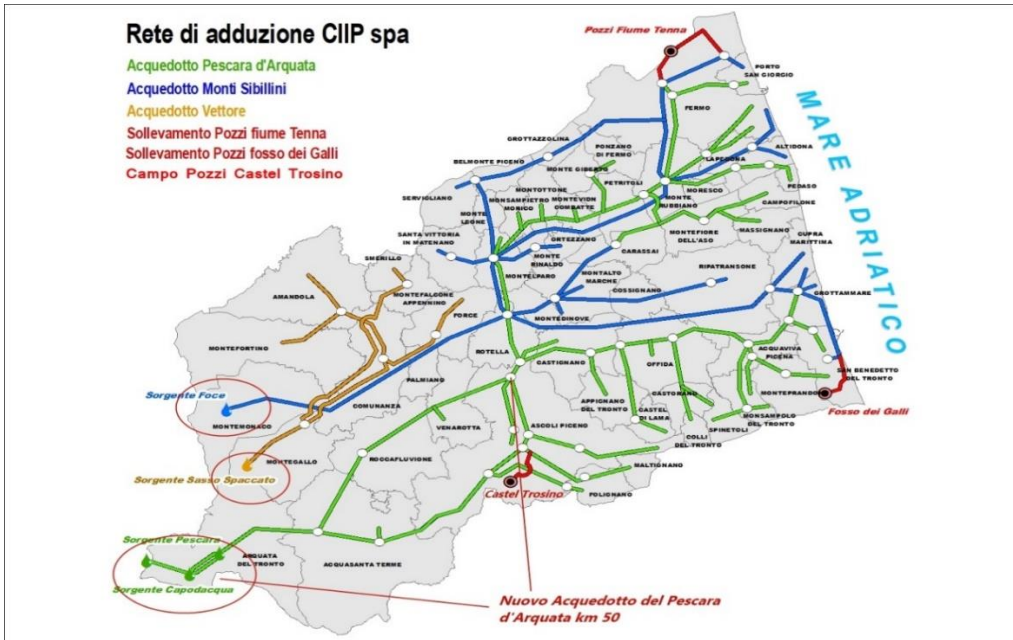 Rete di adduzione CIIP spa
Acquedotto Pescara d'Arquata
Acquedotto Monti Sibillini
Acquedotto Vettore
Sollevamento Pozzi fiume Tenna
Sollevamento Pozzi fosso dei Galli
Campo Pozzi Castel Trosino
Pozzi Fiume Tenna
PORTO
SAN GIORGIO
MARE ADRIATICO
FERMO
GROTTAZZOLINA
PONZANO
DI FERMO
BELMONTE PICENO
MONTE GIBERTO
LAPEDONA
ALTIDONA
SERVIGLIANO
MONTOTTONE
PETRITOLI
MORESCO
PEDASO
MONSAMPIETRO
MORICO
MONTEVIDON
COMBATTE
MONTE
RUBBIANO
CAMPOFILONE
MONTE
LEONE
MASSIGNANO
SANTA VITTORIA
IN MATENANO
ORTEZZANO
MONTEFIORE
DELL'ASO
CUPRA
MARITTIMA
MONTE
RINALDO
CARASSAI
SMERILLO
MONTELPARO
MONTALTO
MARCHE
RIPATRANSONE
AMANDOLA
MONTEFALCONE
APPENNINO
COSSIGNANO
GROTTAMMARE
FORCE
MONTEDINOVE
MONTEFORTINO
ROTELLA
ACQUAVIVA
PICENA
CASTIGNANO
OFFIDA
SAN BENEDETTO
DEL TRONTO
PALMIANO
Sorgente Foce
COMUNANZA
APPIGNANO
DEL TRONTO
CASTORANO
MONTEPRANDONE
MONTEMONACO
CASTEL
DI LAMA
MONSAMPOLO
DEL TRONTO
Fosso dei Galli
VENAROTTA
ASCOLI PICENO
SPINETOLI
COLLI
DEL TRONTO
ROCCAFLUVIONE
MONTEGALLO
MALTIGNANO
Sorgente Sasso Spaccato
Castel Trosino
FOLIGNANO
Sorgente Pescara
ARQUATA
DEL TRONTO
ACQUASANTA TERME
Sorgente Capodacqua
Nuovo Acquedotto del Pescara
d'Arquata km 50